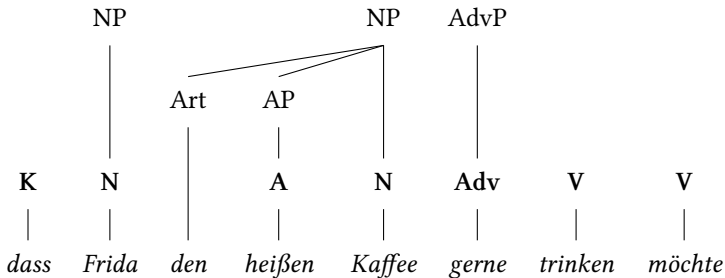 NP NP AdvP
Art AP
K N A N Adv V V
dass Frida den heißen Kaffee gerne trinken möchte